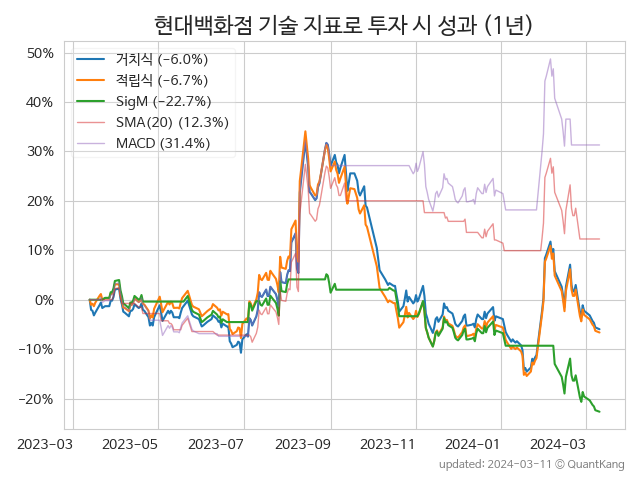 현대백화점 기술 지표로 투자 시 성과 (1년)
50%
40%
30%
20%
10%
0%
−10%
−20%
거치식 (−6.0%)
적립식 (−6.7%)
SigM (−22.7%)
SMA(20) (12.3%)
MACD (31.4%)
2023-03
2023-05
2023-07
2023-09
2023-11
2024-01
2024-03
updated: 2024-03-11 © QuantKang